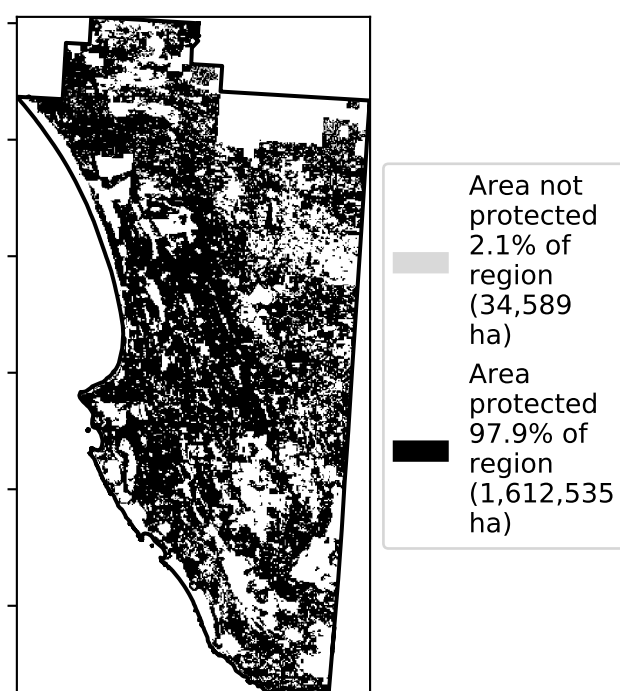 Area not
protected
2.1% of
region
(34,589
ha)
Area
protected
97.9% of
region
(1,612,535
ha)